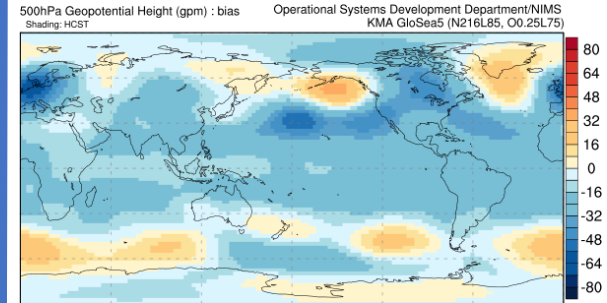 500hPa Geopotential Height (gpm) : bias
Shading: HCST
Operational Systems Development Department/NIMS
KMA GloSea5 (N216L85, O0.25L75)
80
64
48
32
16
0
-16
-32
-48
-64
-80